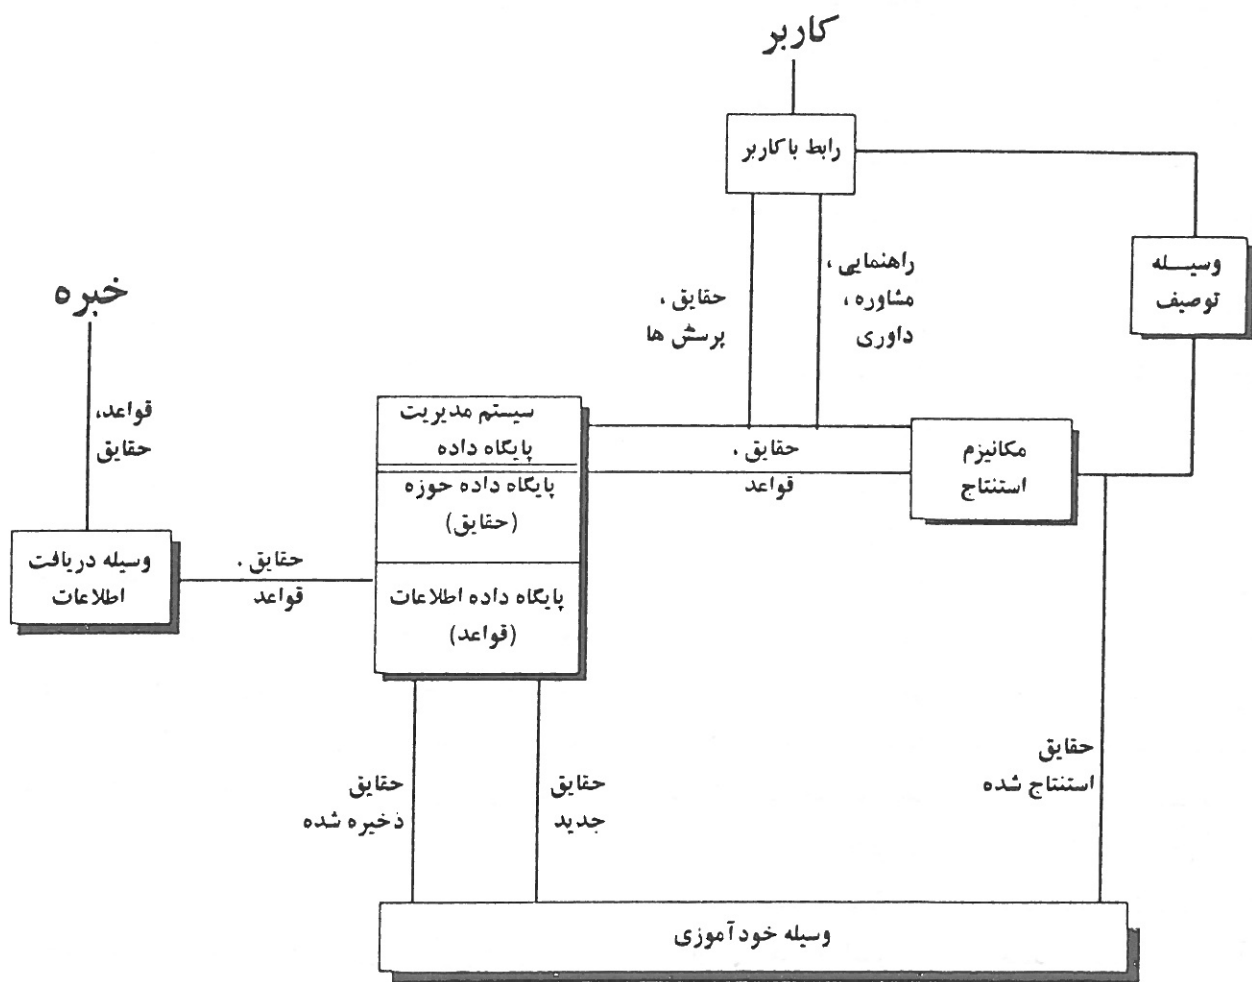 کاربر
رابط با کاربر
وسیـــله
توصیف
راهنمایی ،
مشاوره ،
داوری
حقایق ،
پرسش ها
خبره
قواعد،
حقایق
سیستم مدیریت
پایگاه داده
پایگاه داده حوزه
(حقایق)
پایگاه داده اطلاعات
(قواعد)
حقایق ،
قواعد
مکانیزم
استنتاج
وسیله دریافت
اطلاعات
حقایق .
قواعد
حقایق
استنتاج شده
حقایق
جدید
حقایق
ذخیره شده
وسیله خودآموزی